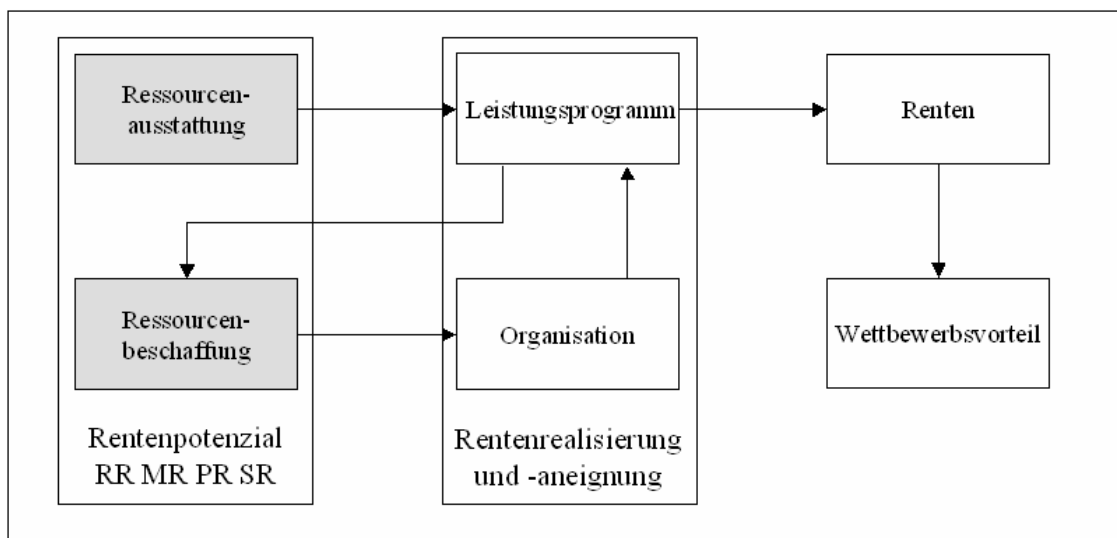 Ressourcen-
ausstattung
Leistungsprogramm
Renten
Ressourcen-
beschaffung
Organisation
Wettbewerbsvorteil
Rentenpotenzial
RR MR PR SR
Rentenrealisierung
und -aneignung